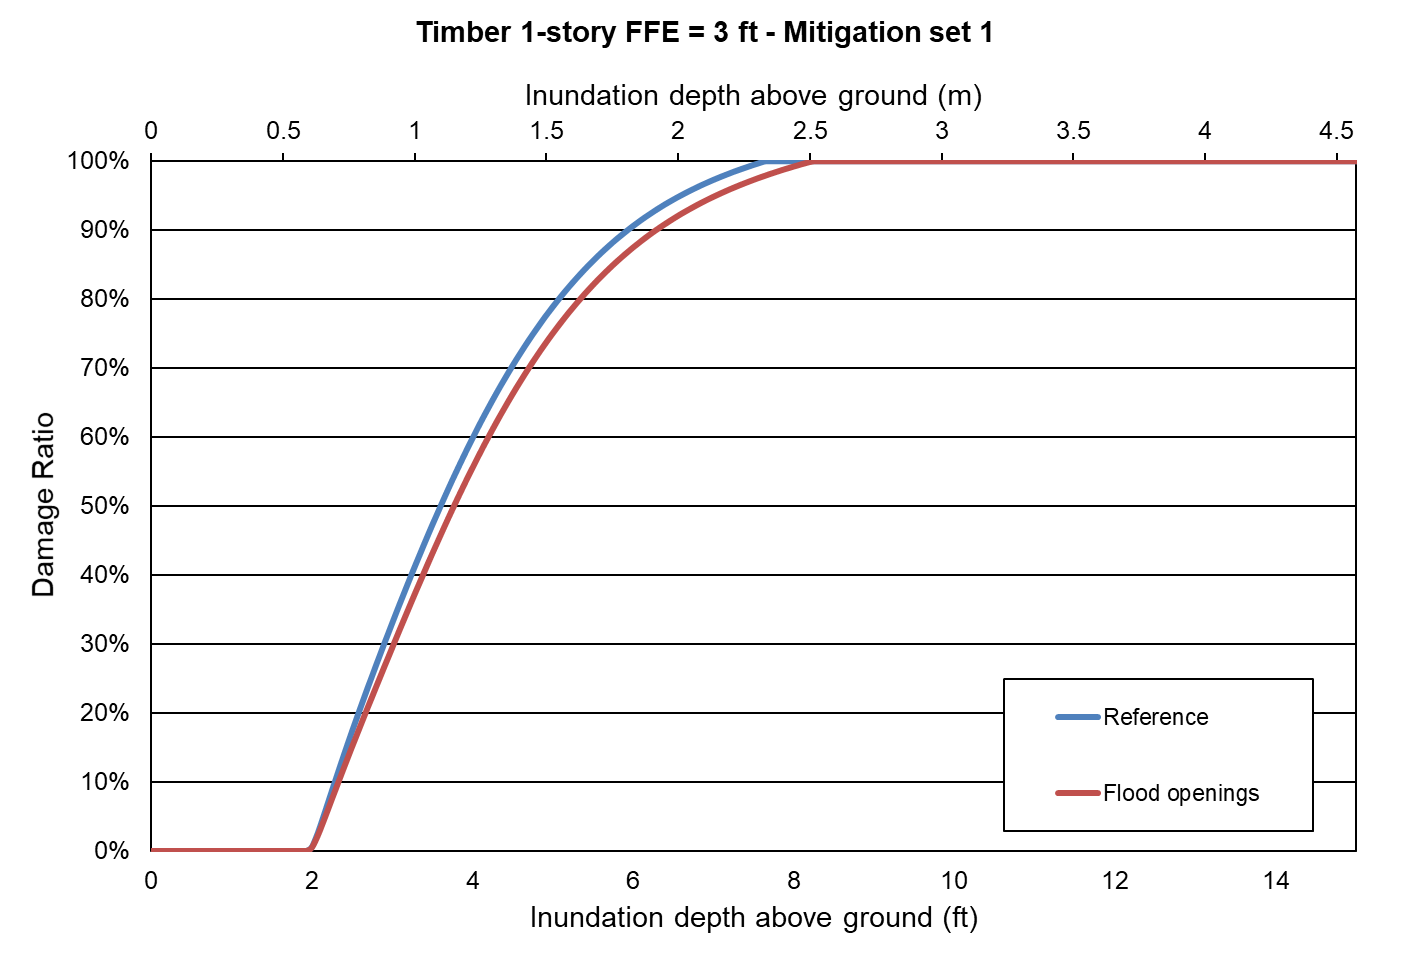 Timber 1-story FFE = 3 ft - Mitigation set 1
Inundation depth above ground (m)
0 0.5 1 1.5 2 2.5 3 3.5 4 4.5
100%
90%
80%
70%
60%
50%
40%
30%
20%
10%
0%
Damage Ratio
Reference
Flood openings
0 2 4 6 8 10 12 14
Inundation depth above ground (ft)